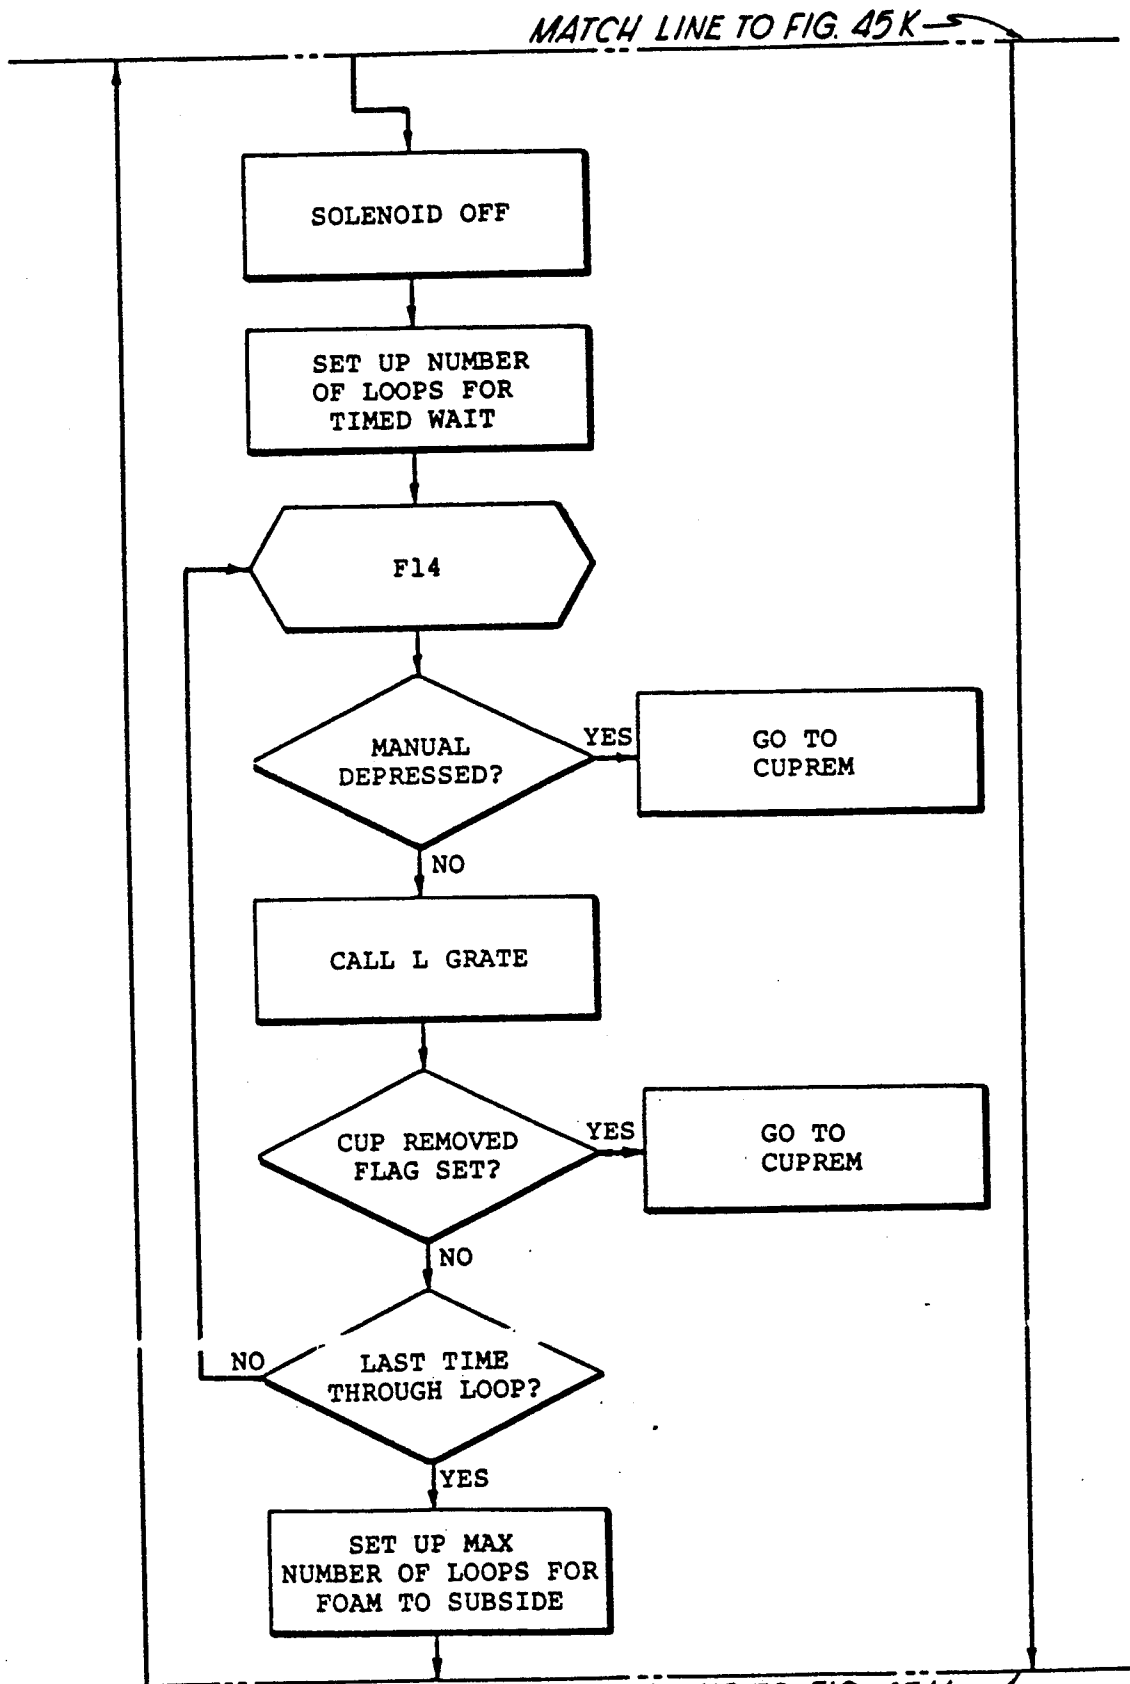 MATCH LINE TO FIG. 45K
SOLENOID OFF
SET UP NUMBER
OF LOOPS FOR
TIMED WAIT
F14
MANUAL
DEPRESSED?
YES
GO TO
CUPREM
NO
CALL L GRATE
CUP REMOVED
FLAG SET?
YES
GO TO
CUPREM
NO
LAST TIME
THROUGH LOOP?
NO
YES
SET UP MAX
NUMBER OF LOOPS FOR
FOAM TO SUBSIDE